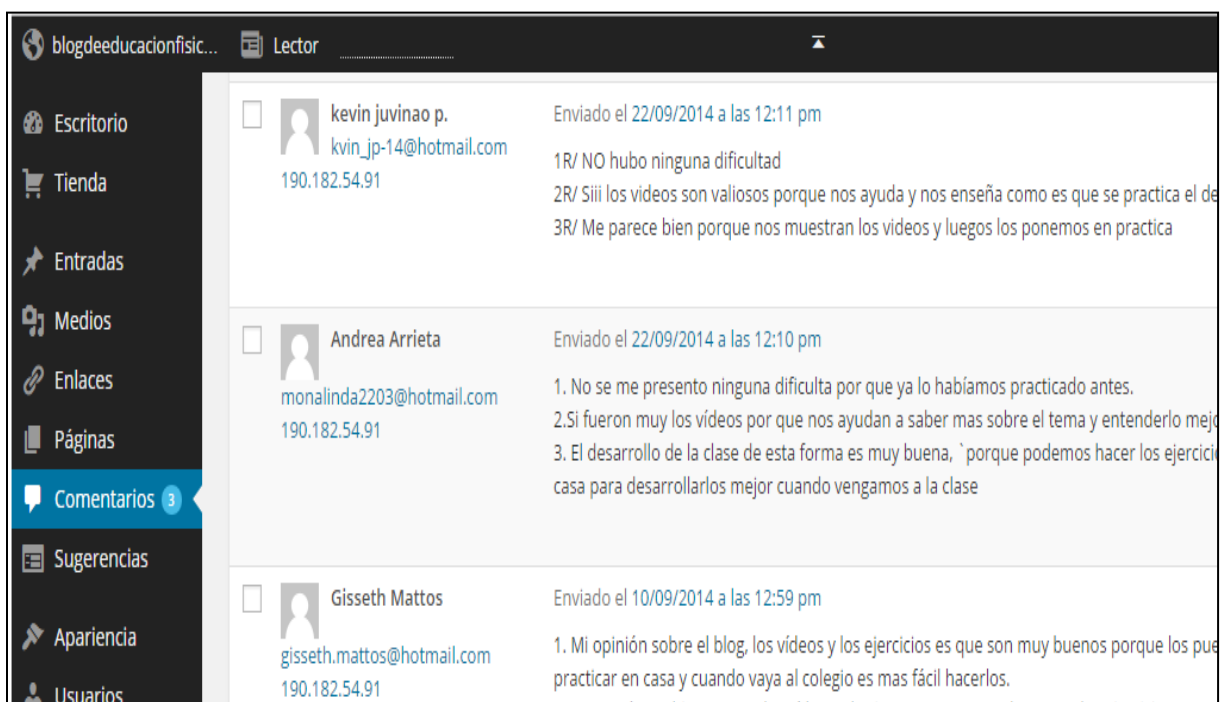 blogdeeducacionfisic...
Lector
Escritorio
Tienda
Entradas
Medios
Enlaces
Páginas
Comentarios 3
Sugerencias
Apariencia
Usuarios
kevin juvinao p.
kvin_jp-14@hotmail.com
190.182.54.91
Enviado el 22/09/2014 a las 12:11 pm
1R/ NO hubo ninguna dificultad
2R/ Siii los videos son valiosos porque nos ayuda y nos enseña como es que se practica el de
3R/ Me parece bien porque nos muestran los videos y luegos los ponemos en practica
Andrea Arrieta
monalinda2203@hotmail.com
190.182.54.91
Enviado el 22/09/2014 a las 12:10 pm
1. No se me presento ninguna dificulta por que ya lo habíamos practicado antes.
2.Si fueron muy los vídeos por que nos ayudan a saber mas sobre el tema y entenderlo mejo
3. El desarrollo de la clase de esta forma es muy buena, `porque podemos hacer los ejercici
casa para desarrollarlos mejor cuando vengamos a la clase
Gisseth Mattos
gisseth.mattos@hotmail.com
190.182.54.91
Enviado el 10/09/2014 a las 12:59 pm
1. Mi opinión sobre el blog, los vídeos y los ejercicios es que son muy buenos porque los pue
practicar en casa y cuando vaya al colegio es mas fácil hacerlos.